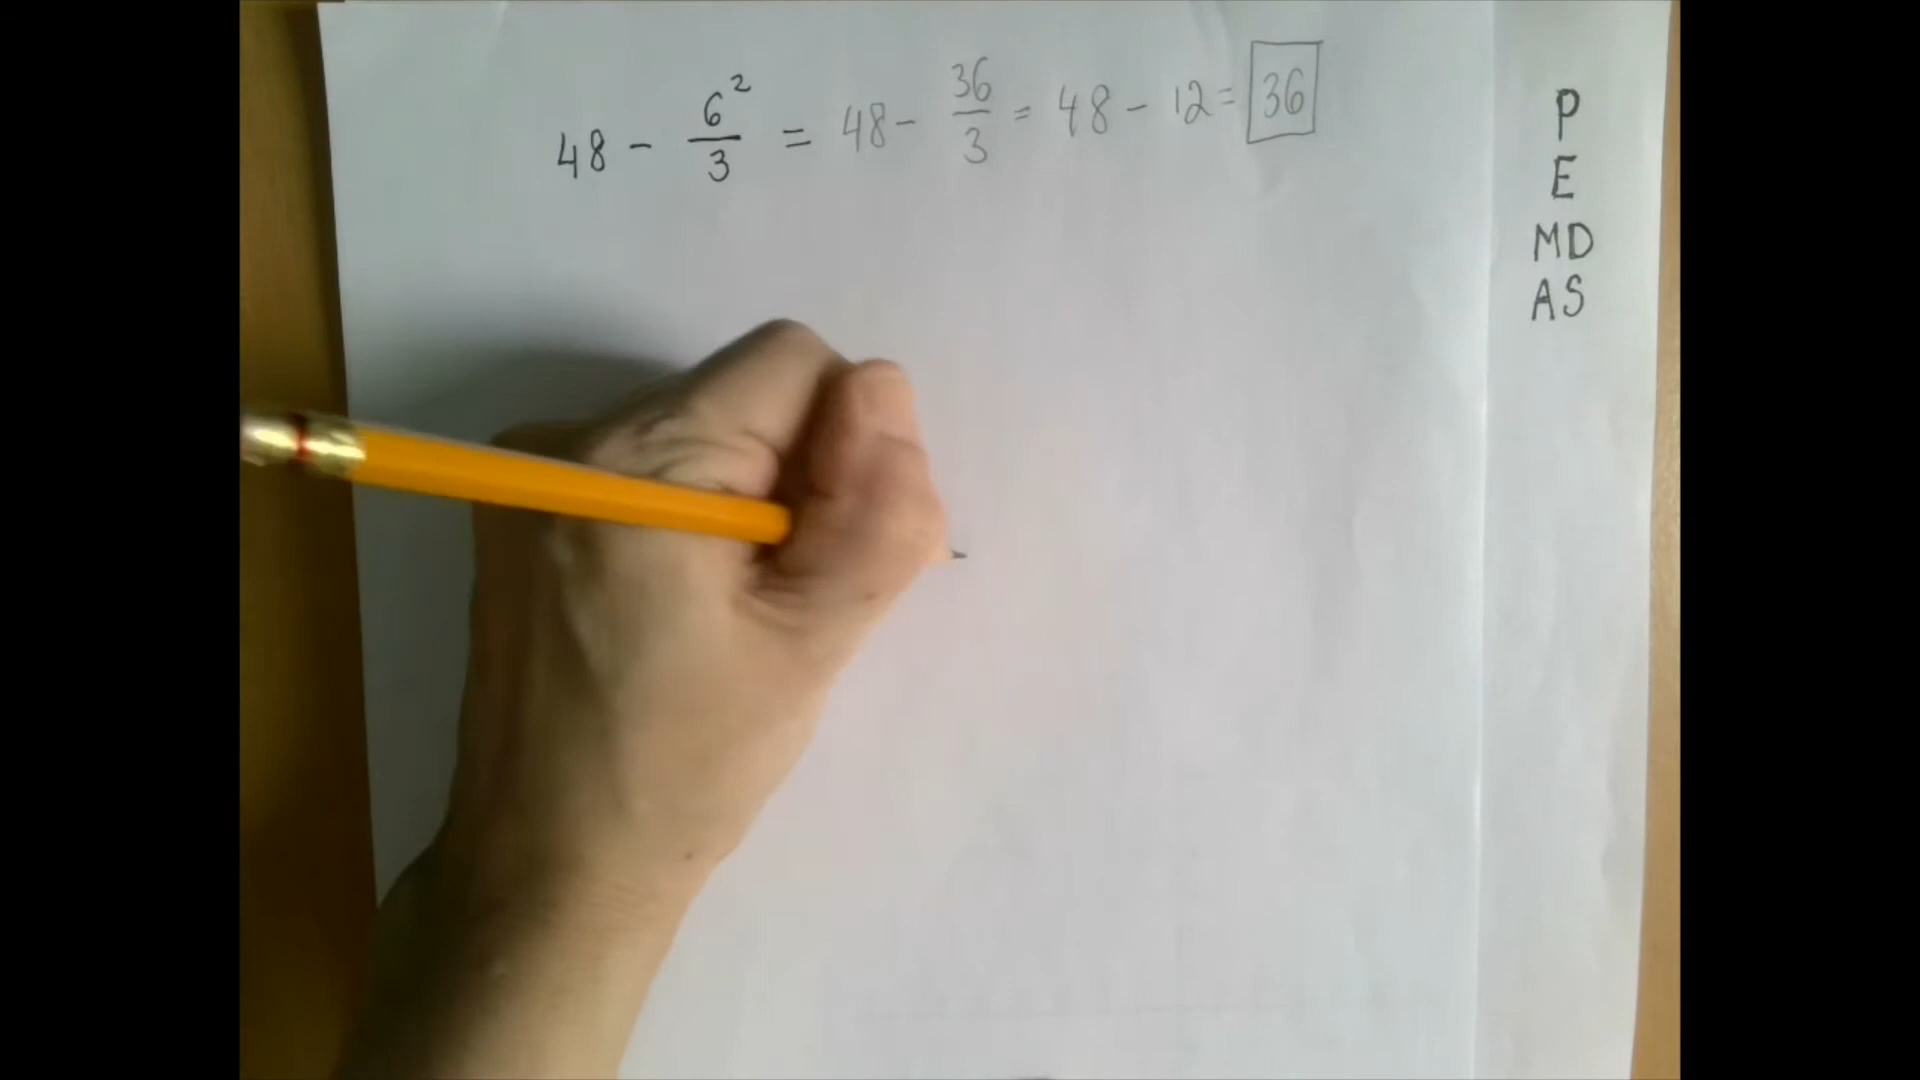 48 - 6²/3 = 48 - 36/3 = 48 - 12 = 36
P
E
MD
AS